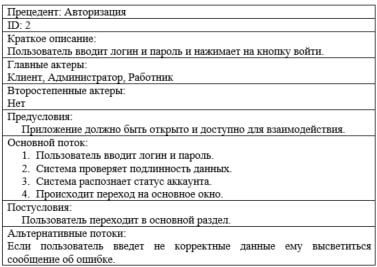 Прецедент: Авторизация
ID: 2
Краткое описание:
Пользователь вводит логин и пароль и нажимает на кнопку войти.
Главные актеры:
Клиент, Администратор, Работник
Второстепенные актеры:
Нет
Предусловия:
Приложение должно быть открыто и доступно для взаимодействия.
Основной поток:
1. Пользователь вводит логин и пароль.
2. Система проверяет подлинность данных.
3. Система распознает статус аккаунта.
4. Происходит переход на основное окно.
Постусловия:
Пользователь переходит в основной раздел.
Альтернативные потоки:
Если пользователь введет не корректные данные ему высветиться
сообщение об ошибке.